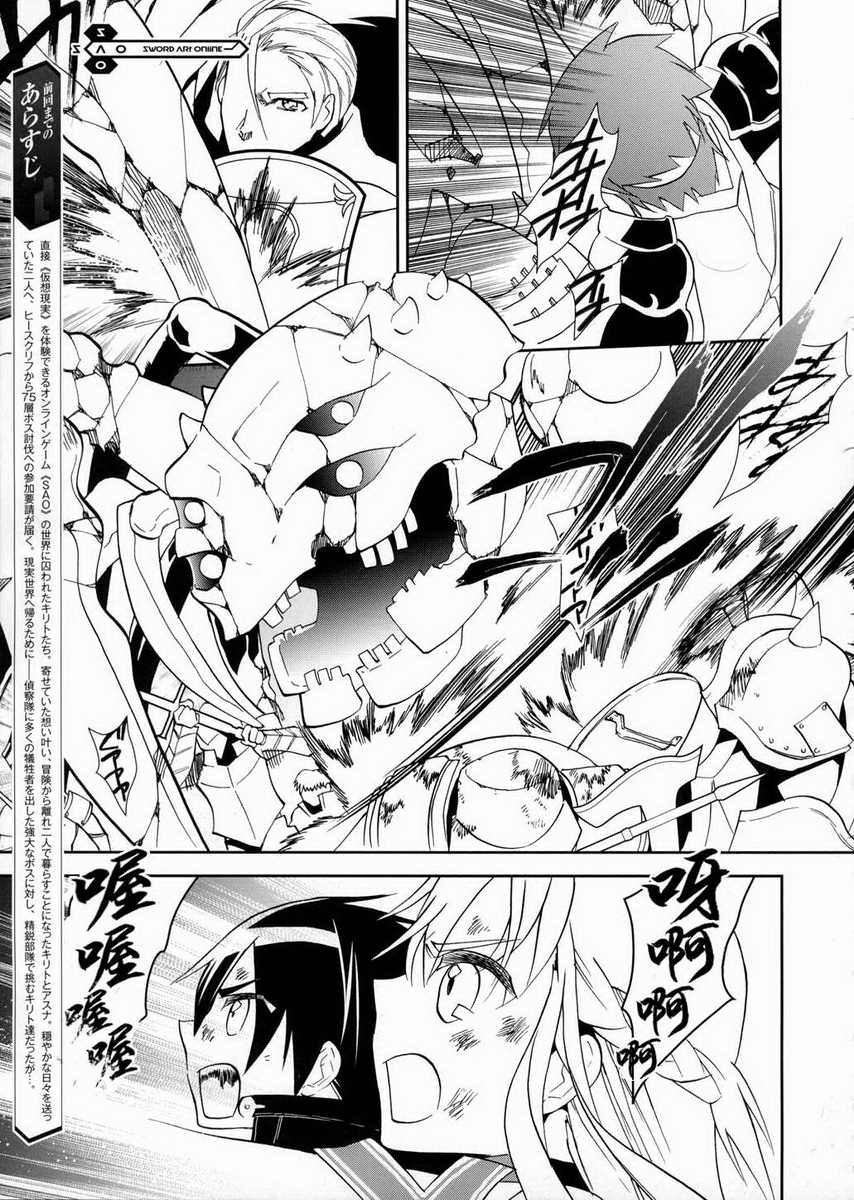 S
SAO SWORD ART ONLINE
O
前回までの
あらすじ
直接《仮想現実》を体験できるオンラインゲーム《SAO》の世界に囚われたキリトたち。寄せていた想い叶い、冒険から離れ二人で暮らすことになったキリトとアスナ。穏やかな日々を送っ
ていた二人へ、ヒースクリフから75層ボス討伐への参加要請が届く。現実世界へ帰るために――偵察隊に多くの犠牲者を出した強大なボスに対し、精鋭部隊で挑むキリト達だったが…。
呀啊啊啊
喔喔喔喔